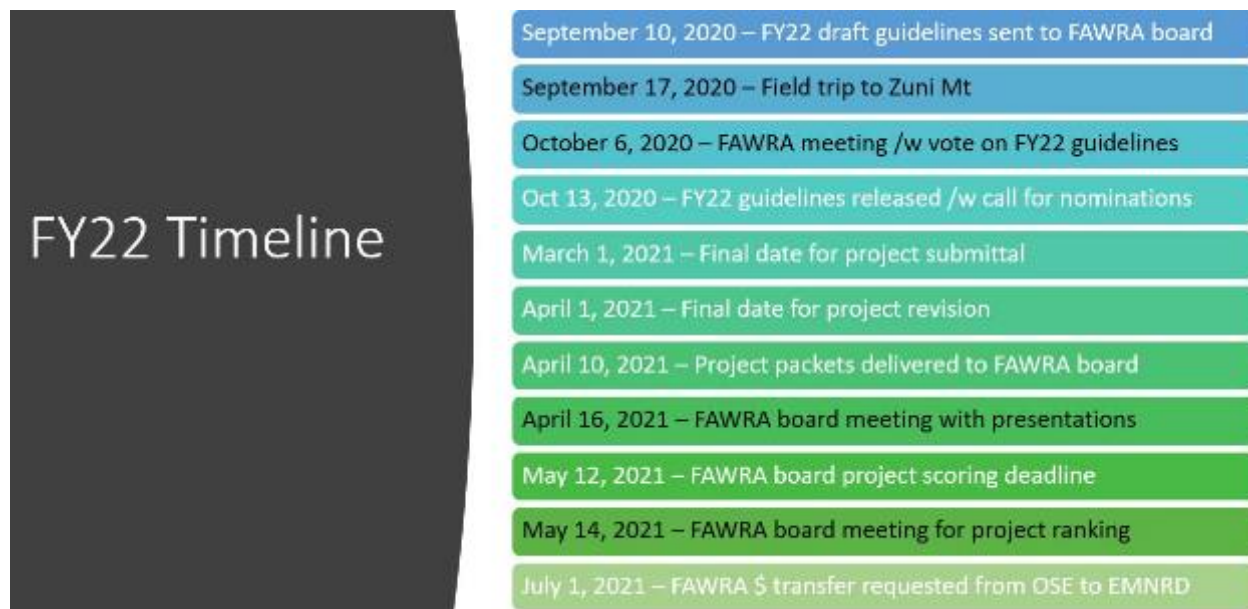 FY22 Timeline
September 10, 2020 – FY22 draft guidelines sent to FAWRA board
September 17, 2020 – Field trip to Zuni Mt
October 6, 2020 – FAWRA meeting /w vote on FY22 guidelines
Oct 13, 2020 – FY22 guidelines released /w call for nominations
March 1, 2021 – Final date for project submittal
April 1, 2021 – Final date for project revision
April 10, 2021 – Project packets delivered to FAWRA board
April 16, 2021 – FAWRA board meeting with presentations
May 12, 2021 – FAWRA board project scoring deadline
May 14, 2021 – FAWRA board meeting for project ranking
July 1, 2021 – FAWRA $ transfer requested from OSE to EMNRD